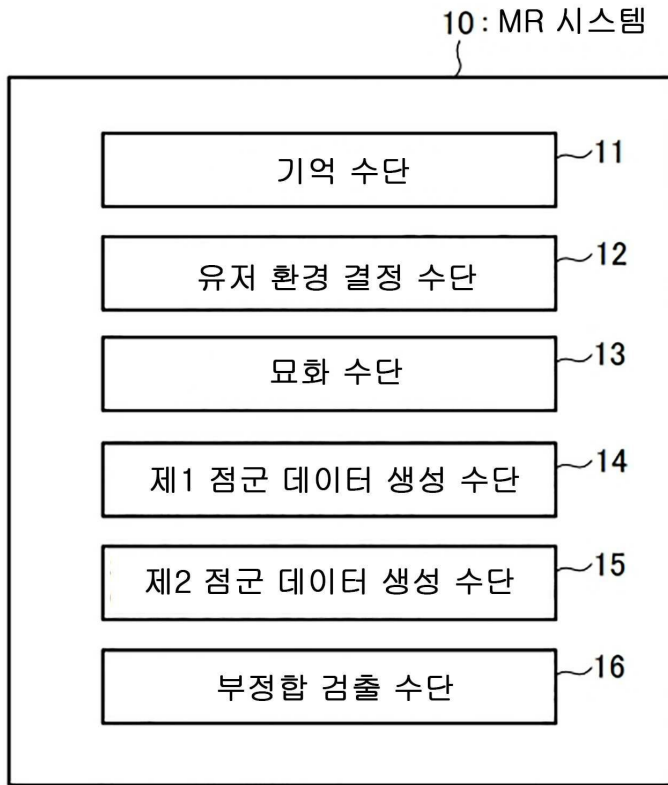 10 : MR 시스템
기억 수단 11
유저 환경 결정 수단 12
묘화 수단 13
제1 점군 데이터 생성 수단 14
제2 점군 데이터 생성 수단 15
부정합 검출 수단 16